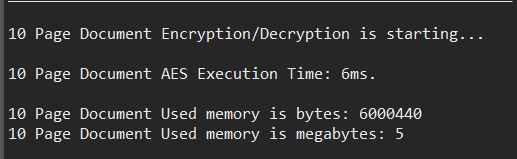 10 Page Document Encryption/Decryption is starting...
10 Page Document AES Execution Time: 6ms.
10 Page Document Used memory is bytes: 6000440
10 Page Document Used memory is megabytes: 5